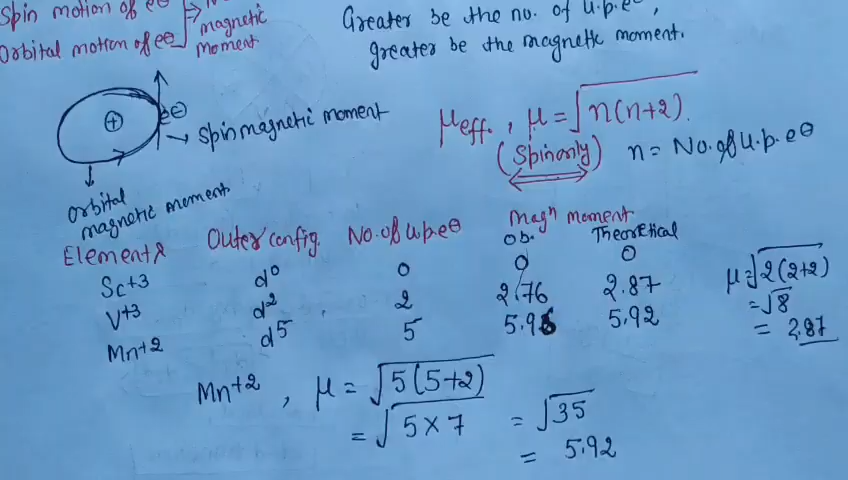 Spin motion of e⊖
Orbital motion of e⊖
magnetic
moment
Greater be the no. of u.p.e⊖,
greater be the magnetic moment.
⊕
e⊖
Spin magnetic moment
orbital
magnetic moment
μeff. , μ = √n(n+2).
(Spin only) n = No. of u.p. e⊖
Magn moment
Element Outer config. No. of u.p.e⊖ ob. Theoretical
Sc+3 d0 0 0 0
V+3 d2 2 2.76 2.87
Mn+2 d5 5 5.9 5.92
μ=√2(2+2)
=√8
= 2.87
Mn+2 , μ = √5(5+2)
= √5×7 = √35
= 5.92